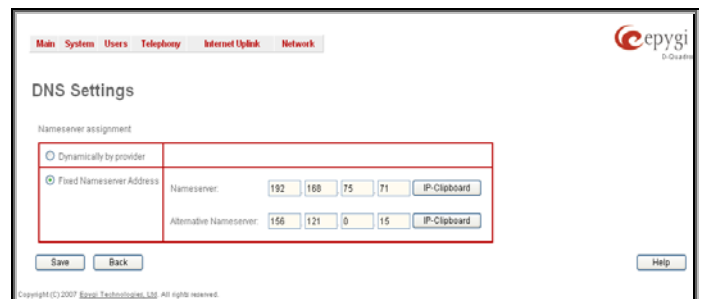 Main System Users Telephony Internet Uplink Network
epygi
D-Quadro
DNS Settings
Nameserver assignment
Dynamically by provider
Fixed Nameserver Address
Nameserver: 192 . 168 . 75 . 71 IP-Clipboard
Alternative Nameserver: 156 . 121 . 0 . 15 IP-Clipboard
Save Back Help
Copyright (C) 2007 Epygi Technologies, Ltd. All rights reserved.